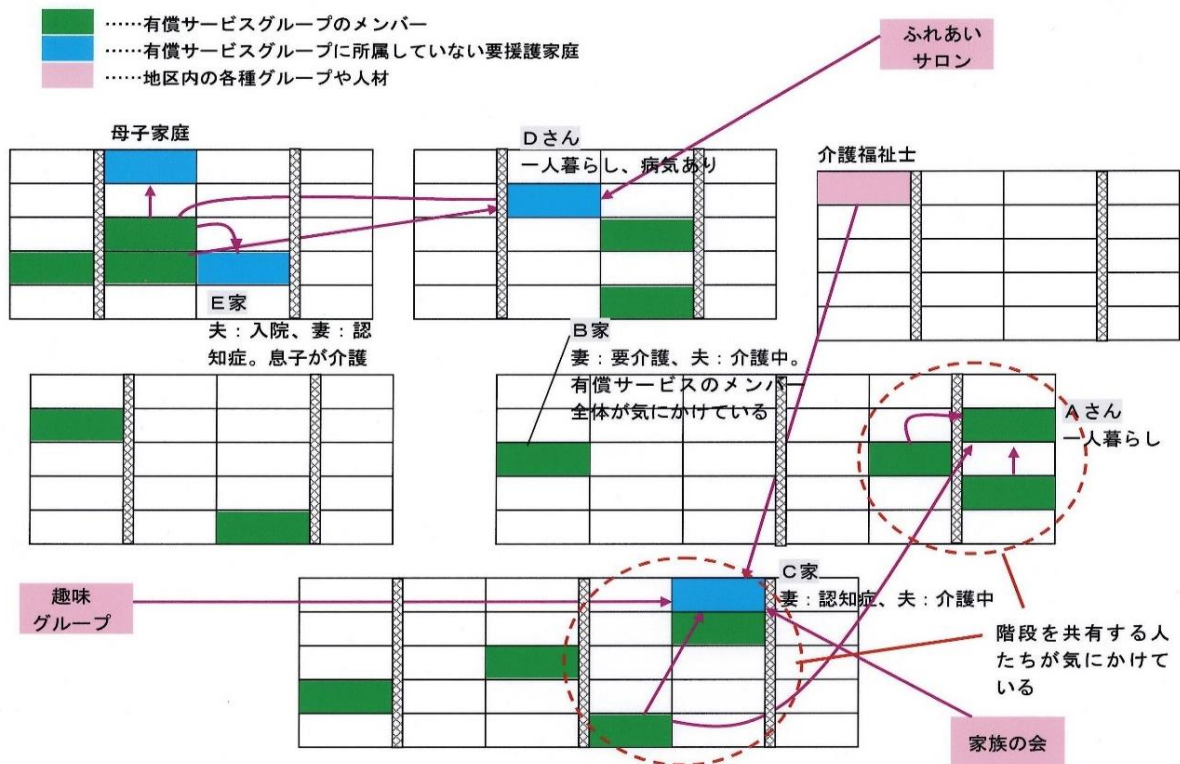 ……有償サービスグループのメンバー
……有償サービスグループに所属していない要援護家庭
……地区内の各種グループや人材
ふれあい
サロン
母子家庭
Dさん
一人暮らし、病気あり
介護福祉士
E家
夫：入院、妻：認
知症。息子が介護
B家
妻：要介護、夫：介護中。
有償サービスのメンバー
全体が気にかけている
Aさん
一人暮らし
趣味
グループ
C家
妻：認知症、夫：介護中
階段を共有する人
たちが気にかけて
いる
家族の会